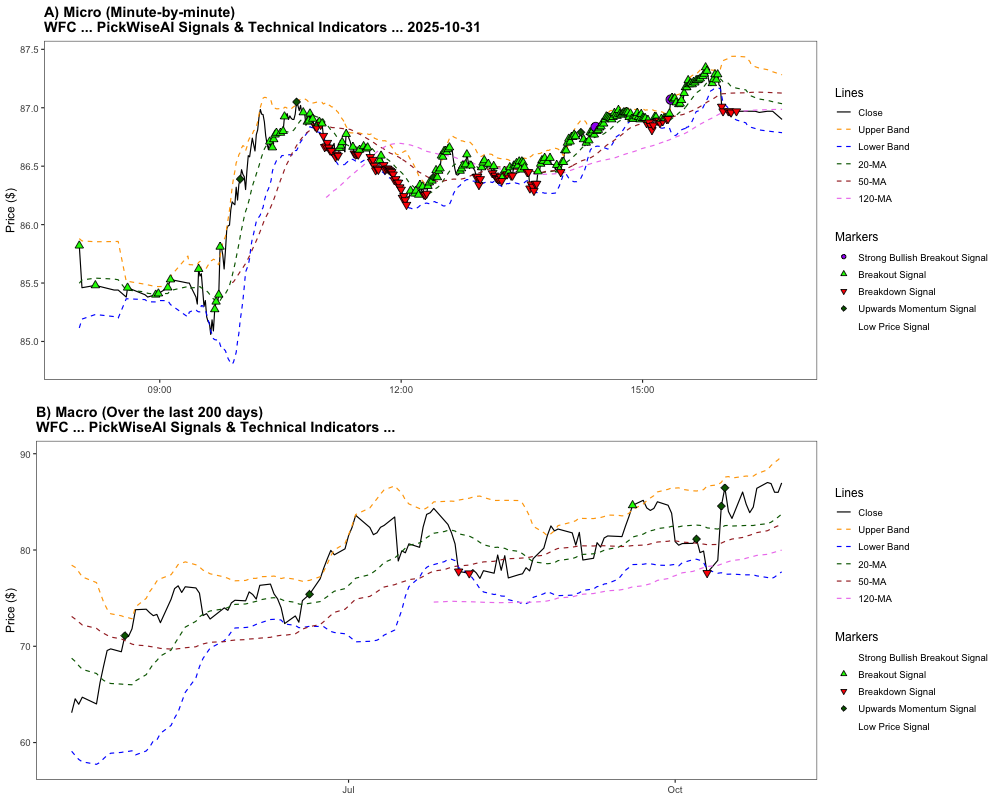 A) Micro (Minute-by-minute)
WFC ... PickWiseAI Signals & Technical Indicators ... 2025-10-31
87.5
87.0
86.5
86.0
85.5
85.0
Price ($)
09:00
12:00
15:00
Lines
Close
Upper Band
Lower Band
20-MA
50-MA
120-MA
Markers
Strong Bullish Breakout Signal
Breakout Signal
Breakdown Signal
Upwards Momentum Signal
Low Price Signal
B) Macro (Over the last 200 days)
WFC ... PickWiseAI Signals & Technical Indicators ...
90
80
70
60
Price ($)
Jul
Oct
Lines
Close
Upper Band
Lower Band
20-MA
50-MA
120-MA
Markers
Strong Bullish Breakout Signal
Breakout Signal
Breakdown Signal
Upwards Momentum Signal
Low Price Signal